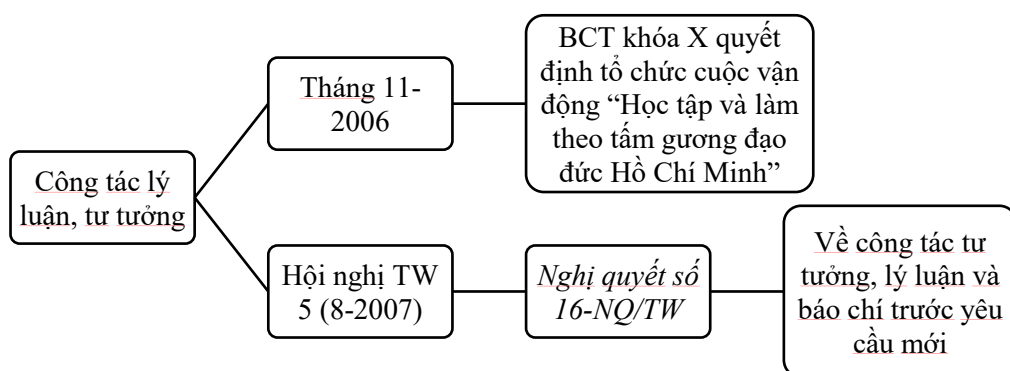 Công tác lý
luận, tư tưởng
Tháng 11-
2006
BCT khóa X quyết
định tổ chức cuộc vận
động “Học tập và làm
theo tấm gương đạo
đức Hồ Chí Minh”
Hội nghị TW
5 (8-2007)
Nghị quyết số
16-NQ/TW
Về công tác tư
tưởng, lý luận và
báo chí trước yêu
cầu mới